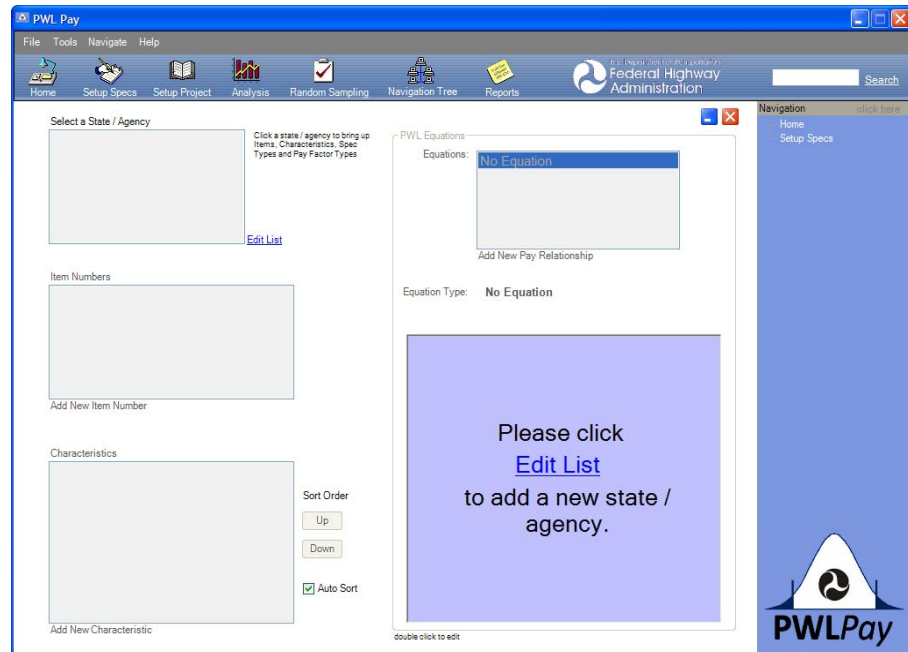 PWL Pay
File Tools Navigate Help
Home Setup Specs Setup Project Analysis Random Sampling Navigation Tree Reports
U.S. Department of Transportation
Federal Highway
Administration
Search
Navigation click here
Home
Setup Specs
Select a State / Agency
Click a state / agency to bring up
Items, Characteristics, Spec
Types and Pay Factor Types
Edit List
Item Numbers
Add New Item Number
Characteristics
Sort Order
Up
Down
Auto Sort
Add New Characteristic
PWL Equations
Equations:
No Equation
Add New Pay Relationship
Equation Type: No Equation
Please click
Edit List
to add a new state /
agency.
double click to edit
PWLPay